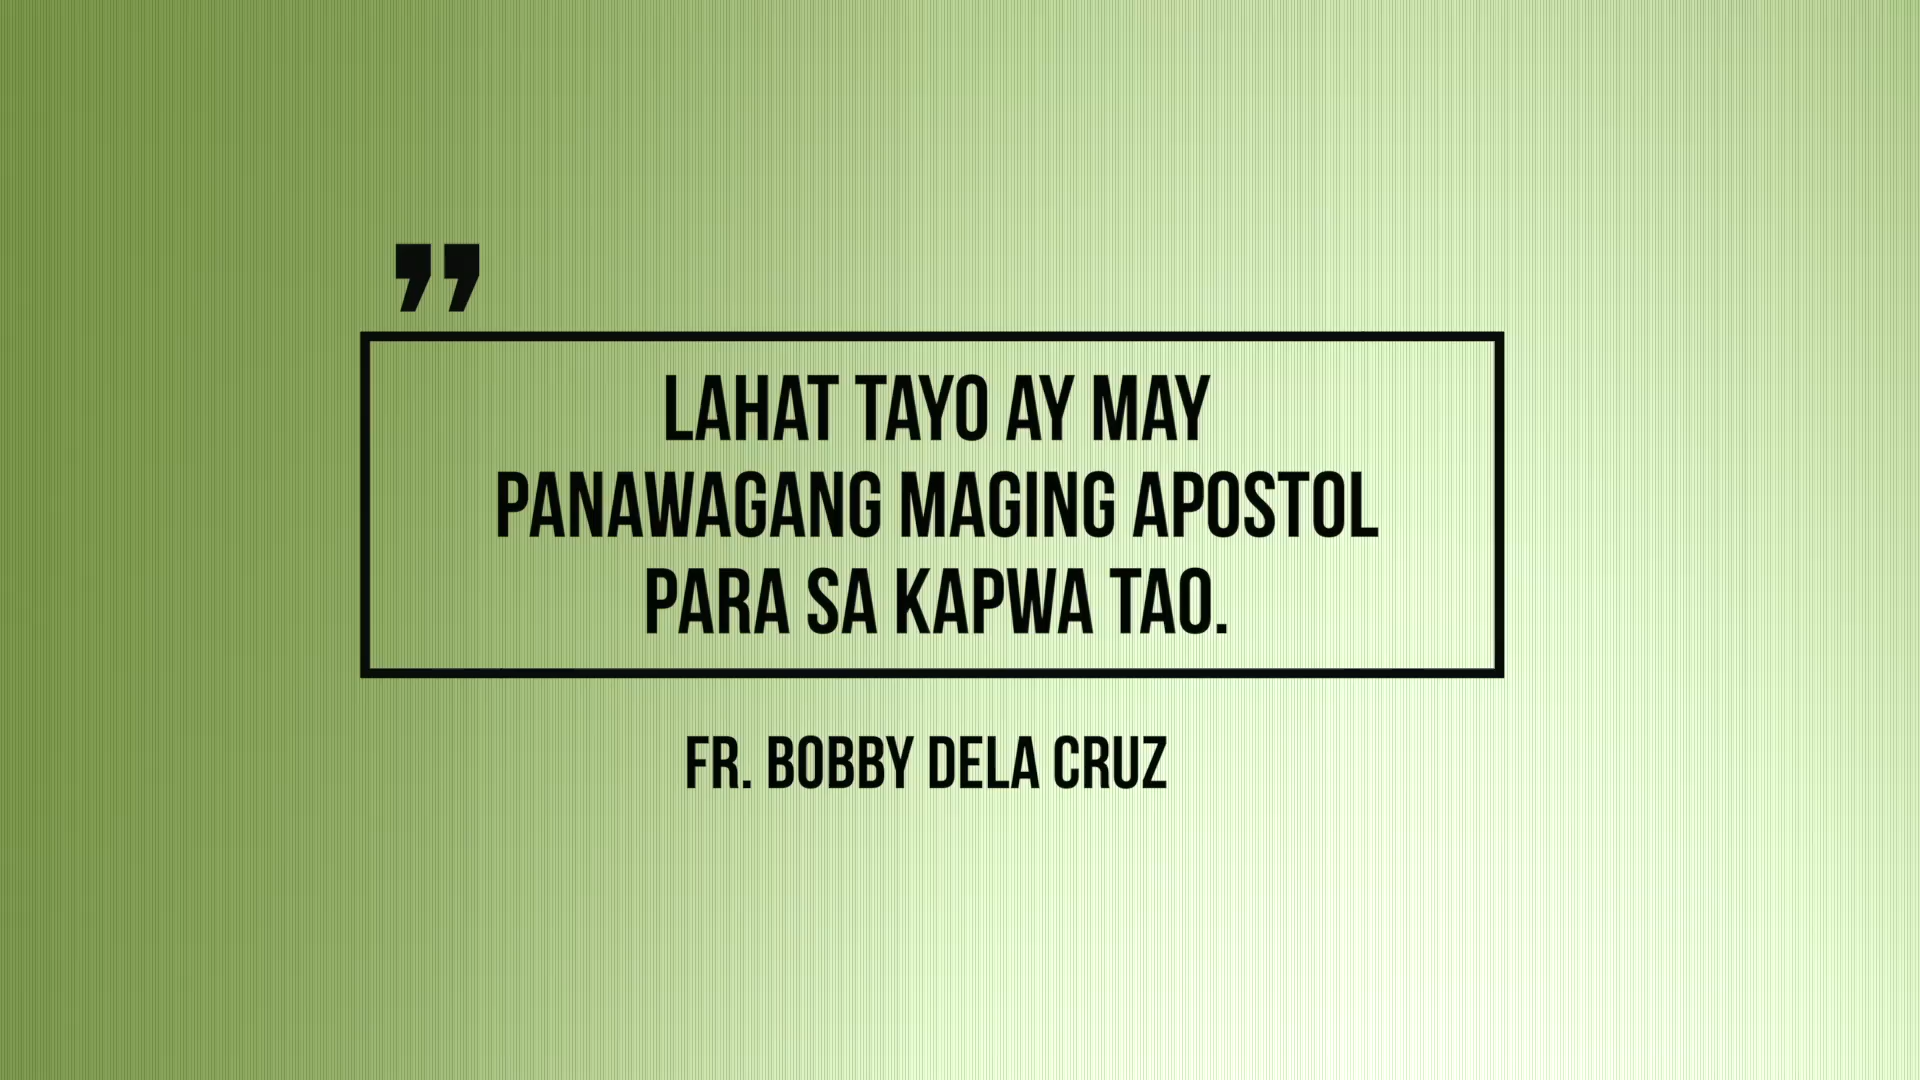 ”
LAHAT TAYO AY MAY
PANAWAGANG MAGING APOSTOL
PARA SA KAPWA TAO.
FR. BOBBY DELA CRUZ